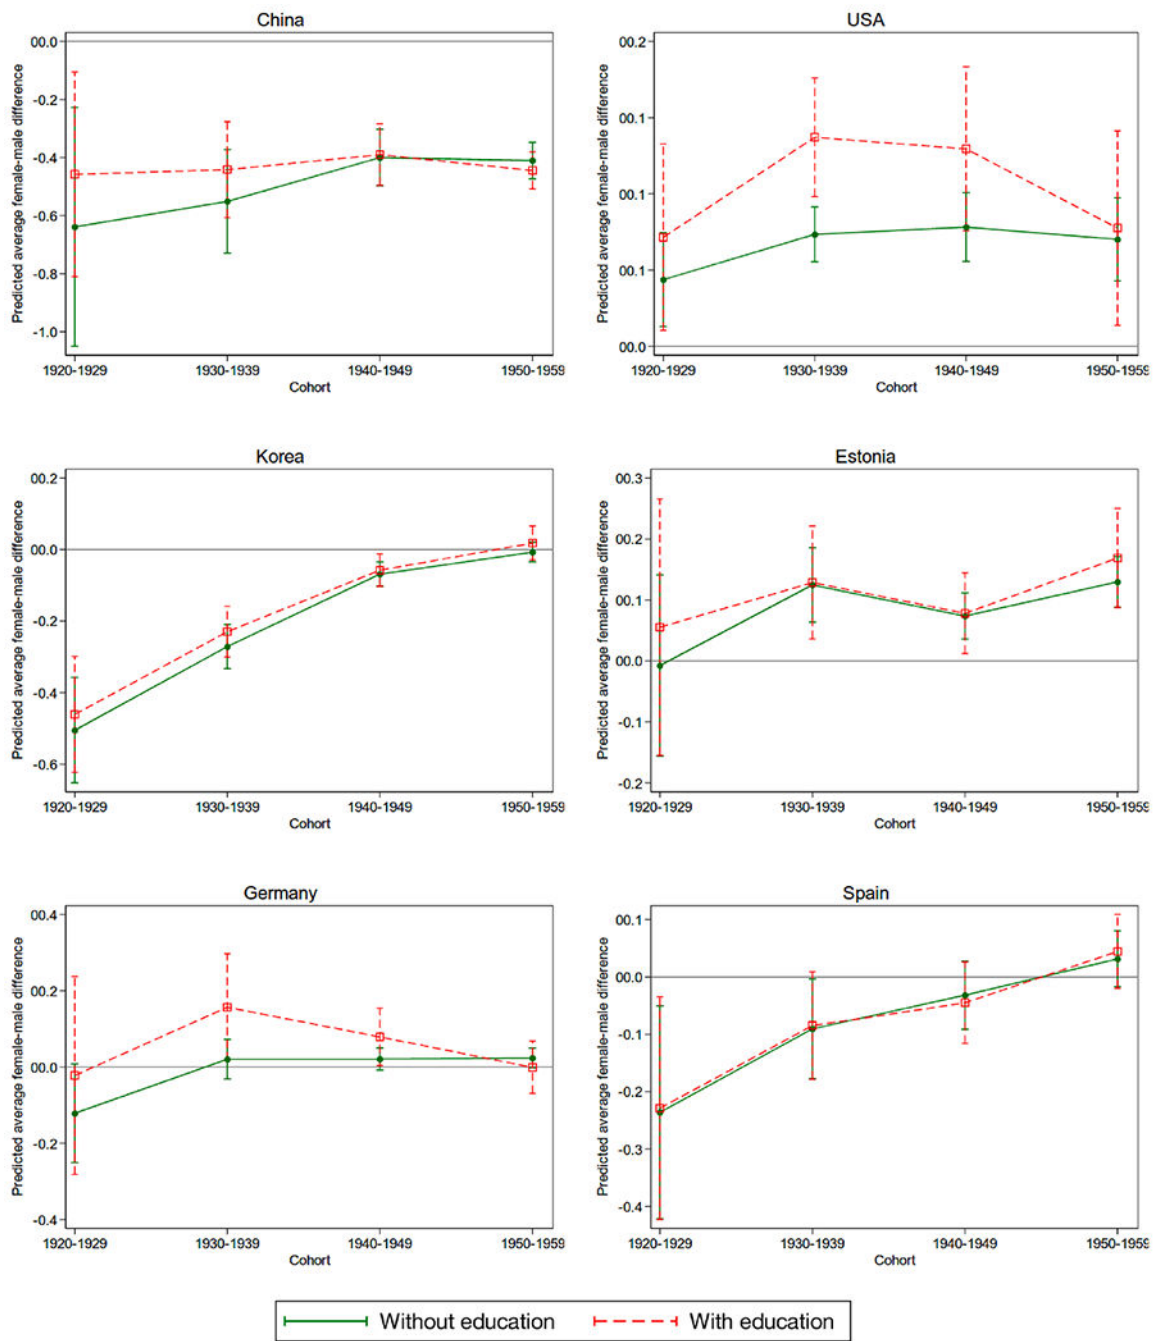 China
Predicted average female-male difference
00.0
-0.2
-0.4
-0.6
-0.8
-1.0
1920-1929
1930-1939
1940-1949
1950-1959
Cohort
USA
Predicted average female-male difference
00.2
00.1
00.1
00.1
00.0
1920-1929
1930-1939
1940-1949
1950-1959
Cohort
Korea
Predicted average female-male difference
00.2
00.0
-0.2
-0.4
-0.6
1920-1929
1930-1939
1940-1949
1950-1959
Cohort
Estonia
Predicted average female-male difference
00.3
00.2
00.1
00.0
-0.1
-0.2
1920-1929
1930-1939
1940-1949
1950-1959
Cohort
Germany
Predicted average female-male difference
00.4
00.2
00.0
-0.2
-0.4
1920-1929
1930-1939
1940-1949
1950-1959
Cohort
Spain
Predicted average female-male difference
00.1
00.0
-0.1
-0.2
-0.3
-0.4
1920-1929
1930-1939
1940-1949
1950-1959
Cohort
Without education
With education